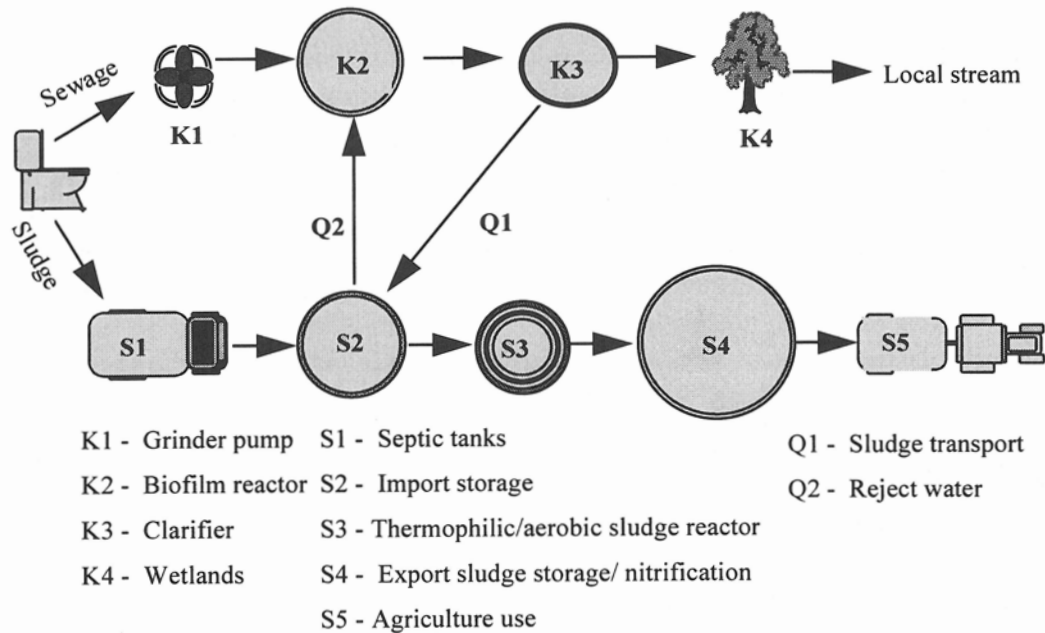 Sewage
K1
K2
K3
K4
Local stream
Sludge
Q2
Q1
S1
S2
S3
S4
S5
K1 - Grinder pump
K2 - Biofilm reactor
K3 - Clarifier
K4 - Wetlands
S1 - Septic tanks
S2 - Import storage
S3 - Thermophilic/aerobic sludge reactor
S4 - Export sludge storage/ nitrification
S5 - Agriculture use
Q1 - Sludge transport
Q2 - Reject water